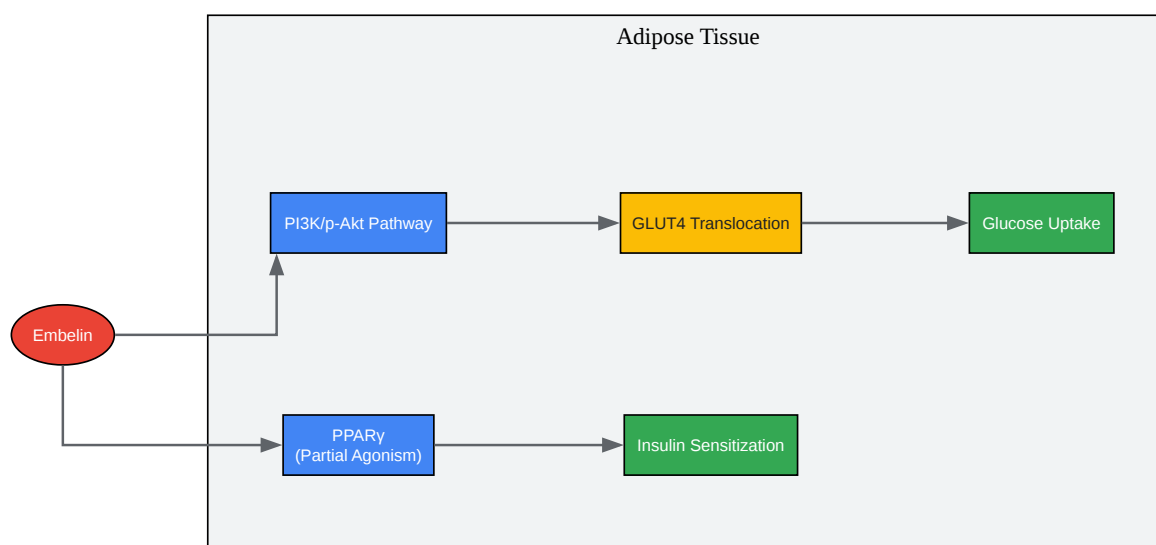 Adipose Tissue
PI3K/p-Akt Pathway
GLUT4 Translocation
Glucose Uptake
Embelin
PPARγ
(Partial Agonism)
Insulin Sensitization